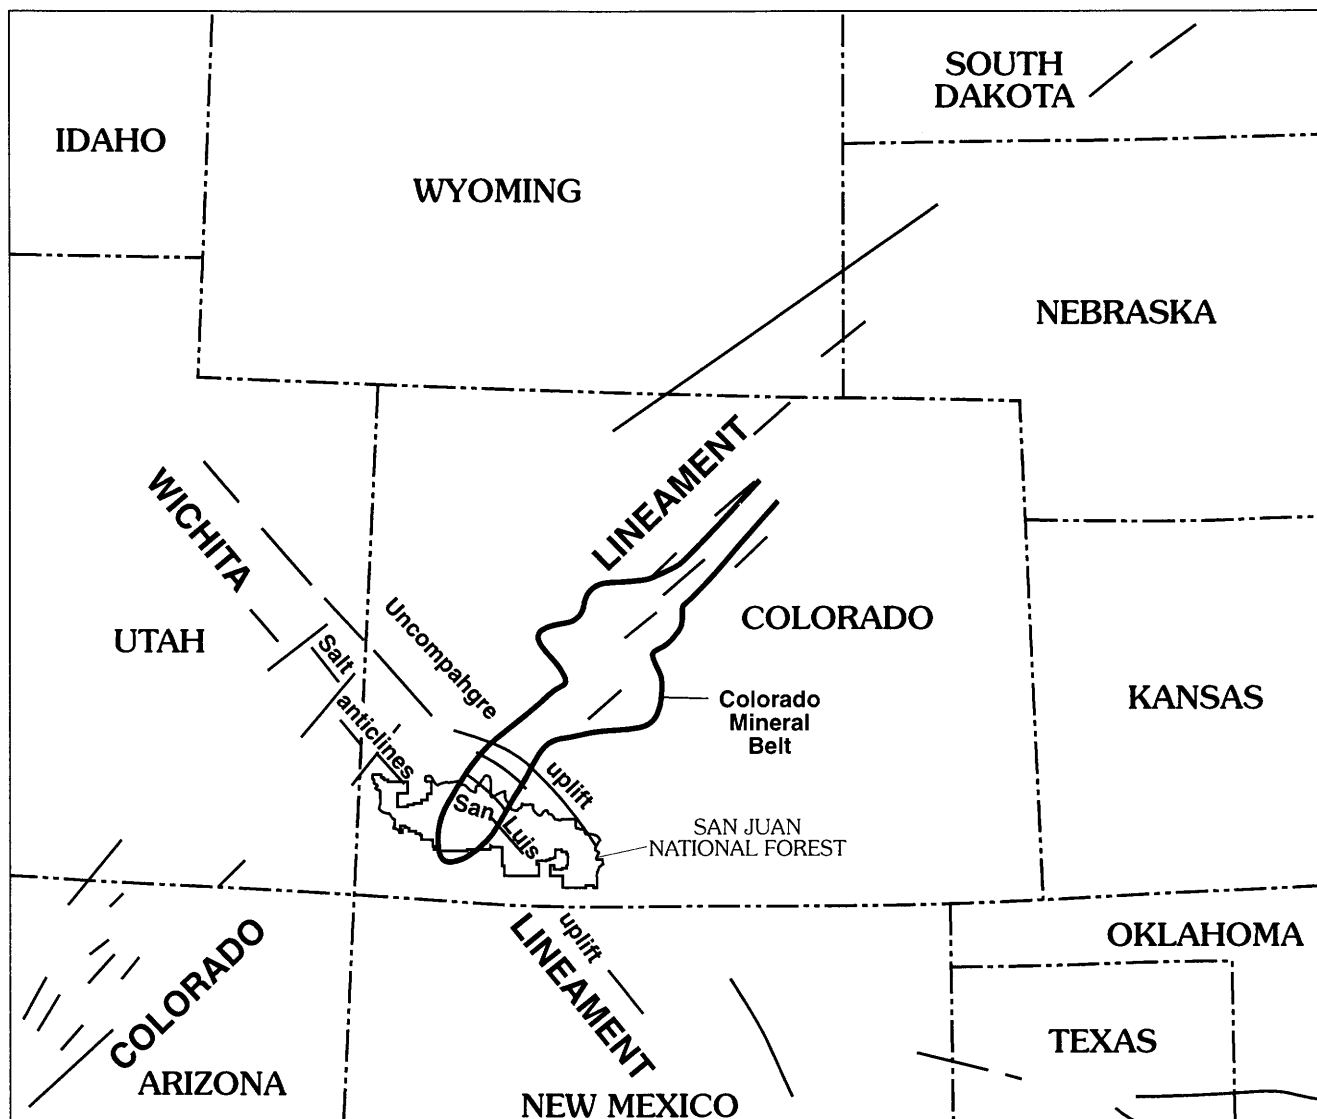 SOUTH
DAKOTA
IDAHO
WYOMING
NEBRASKA
LINEAMENT
WICHITA
COLORADO
UTAH
Uncompahgre
Salt
KANSAS
Colorado
Mineral
Belt
anticlines
uplift
San
Luis
SAN JUAN
NATIONAL FOREST
uplift
OKLAHOMA
COLORADO
LINEAMENT
TEXAS
ARIZONA
NEW MEXICO